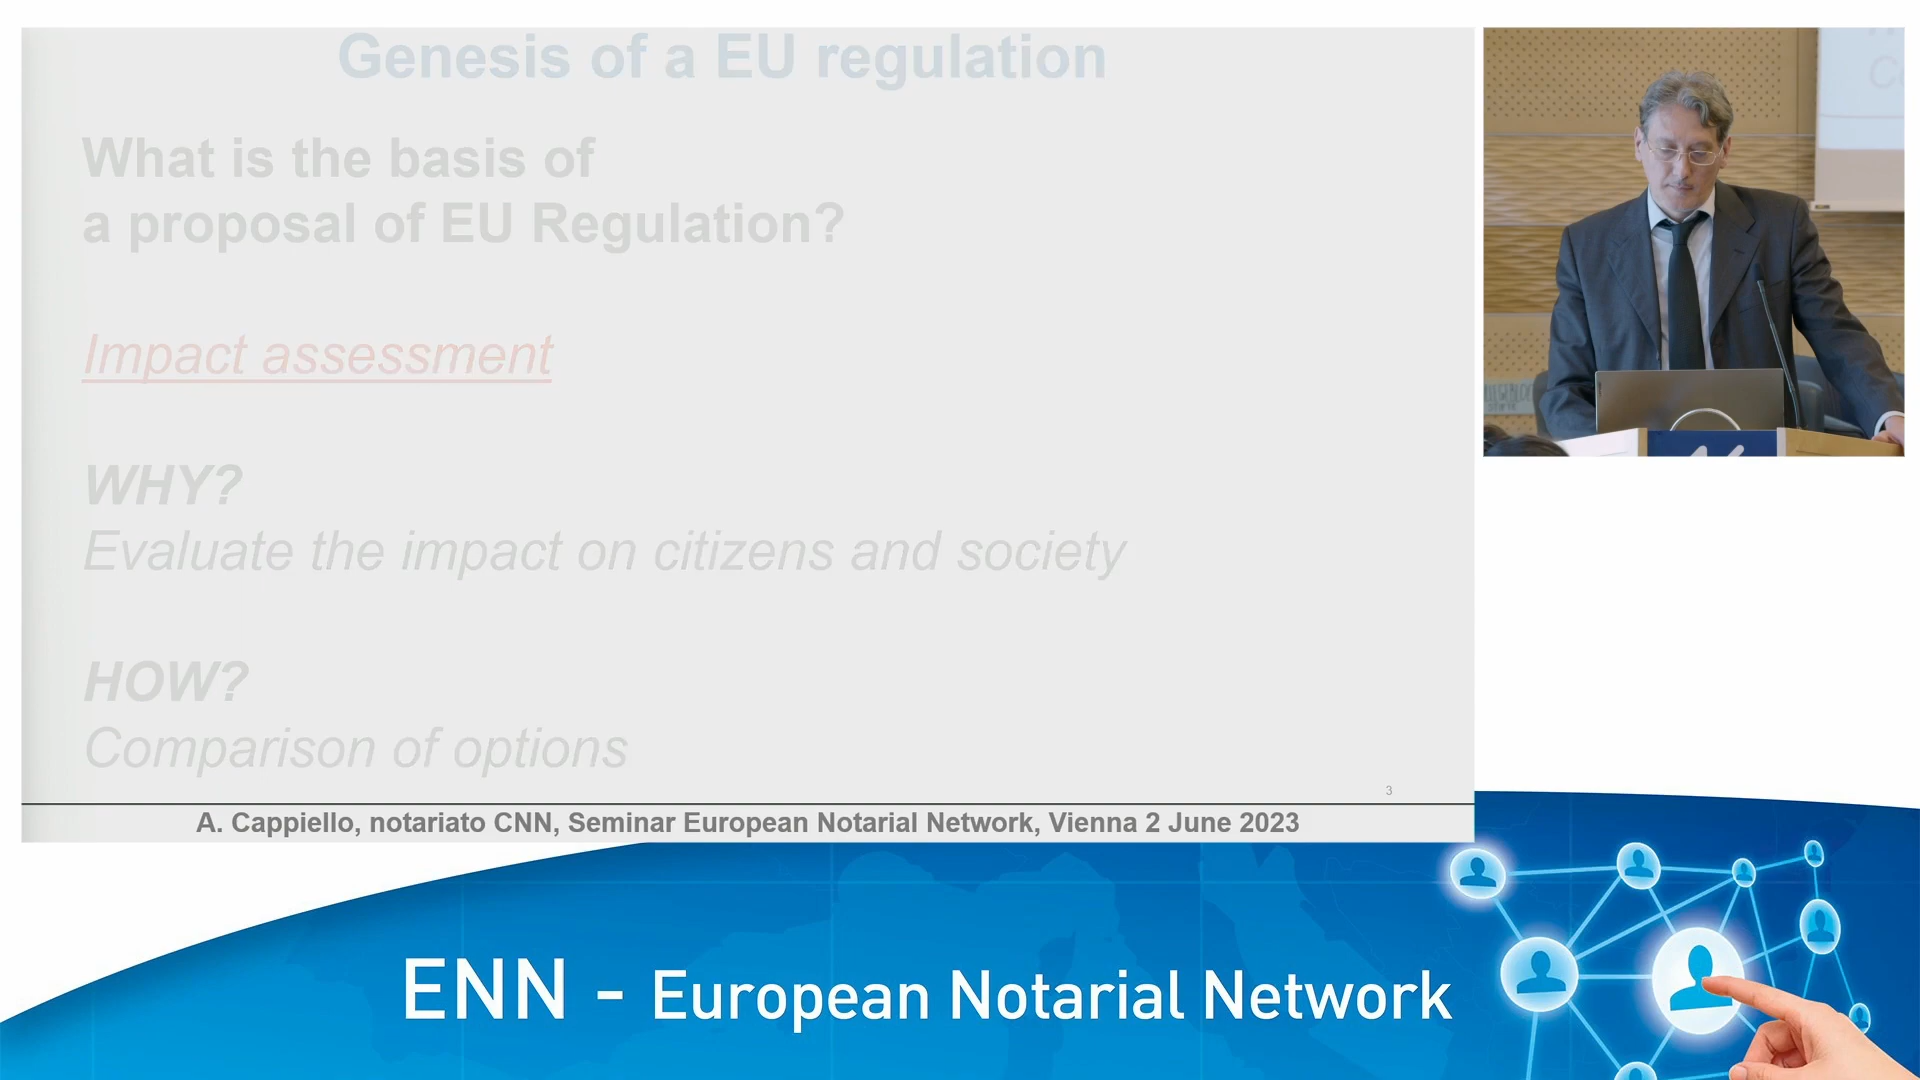 Genesis of a EU regulation
What is the basis of
a proposal of EU Regulation?
Impact assessment
WHY?
Evaluate the impact on citizens and society
HOW?
Comparison of options
3
A. Cappiello, notariato CNN, Seminar European Notarial Network, Vienna 2 June 2023
ENN - European Notarial Network